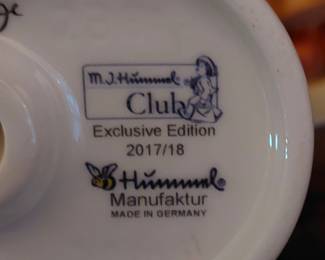 M.J. Hummel®
Club
Exclusive Edition
2017/18
Hummel®
Manufaktur
MADE IN GERMANY